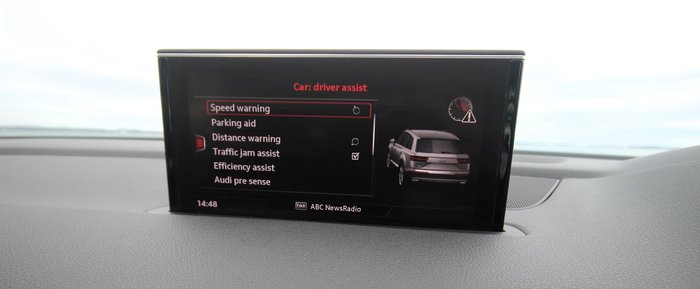 Car: driver assist
Speed warning
Parking aid
Distance warning
Traffic jam assist
Efficiency assist
Audi pre sense
14:48
ABC NewsRadio